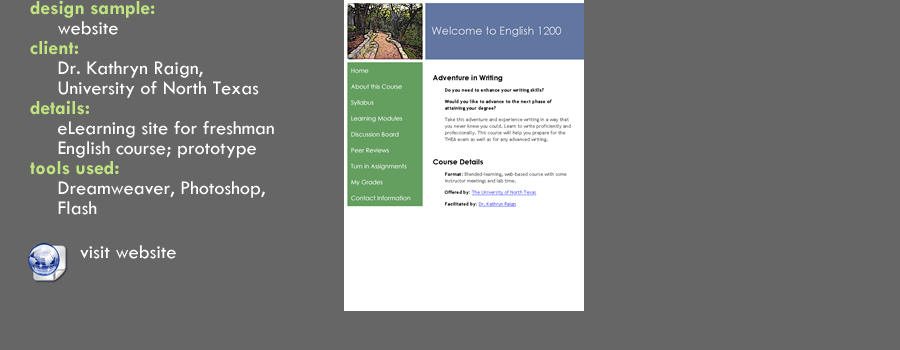 design sample:
website
client:
Dr. Kathryn Raign,
University of North Texas
details:
eLearning site for freshman
English course; prototype
tools used:
Dreamweaver, Photoshop,
Flash
visit website
Welcome to English 1200
Home
About this Course
Syllabus
Learning Modules
Discussion Board
Peer Reviews
Turn in Assignments
My Grades
Contact Information
Adventure in Writing
Do you need to enhance your writing skills?
Would you like to advance to the next phase of
attaining your degree?
Take this adventure and experience writing in a way that
you never knew you could. Learn to write proficiently and
professionally. This course will help you prepare for the
THEA exam as well as for any advanced writing.
Course Details
Format: Blended-learning, web-based course with some
instructor meetings and lab time.
Offered by: The University of North Texas
Facilitated by: Dr. Kathryn Raign